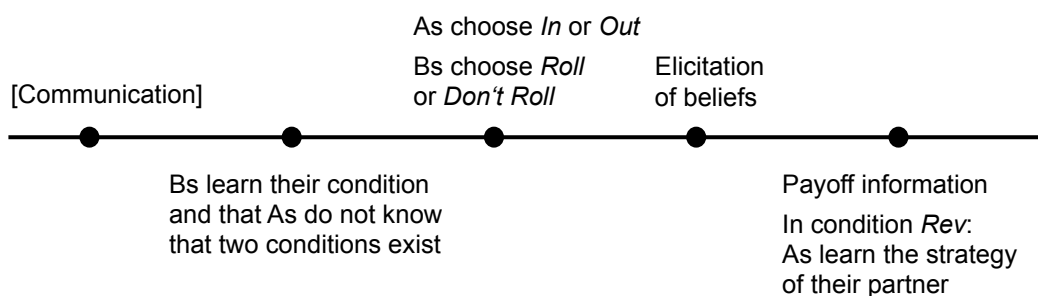 [Communication]
Bs learn their condition
and that As do not know
that two conditions exist
As choose In or Out
Bs choose Roll
or Don‘t Roll
Elicitation
of beliefs
Payoff information
In condition Rev:
As learn the strategy
of their partner